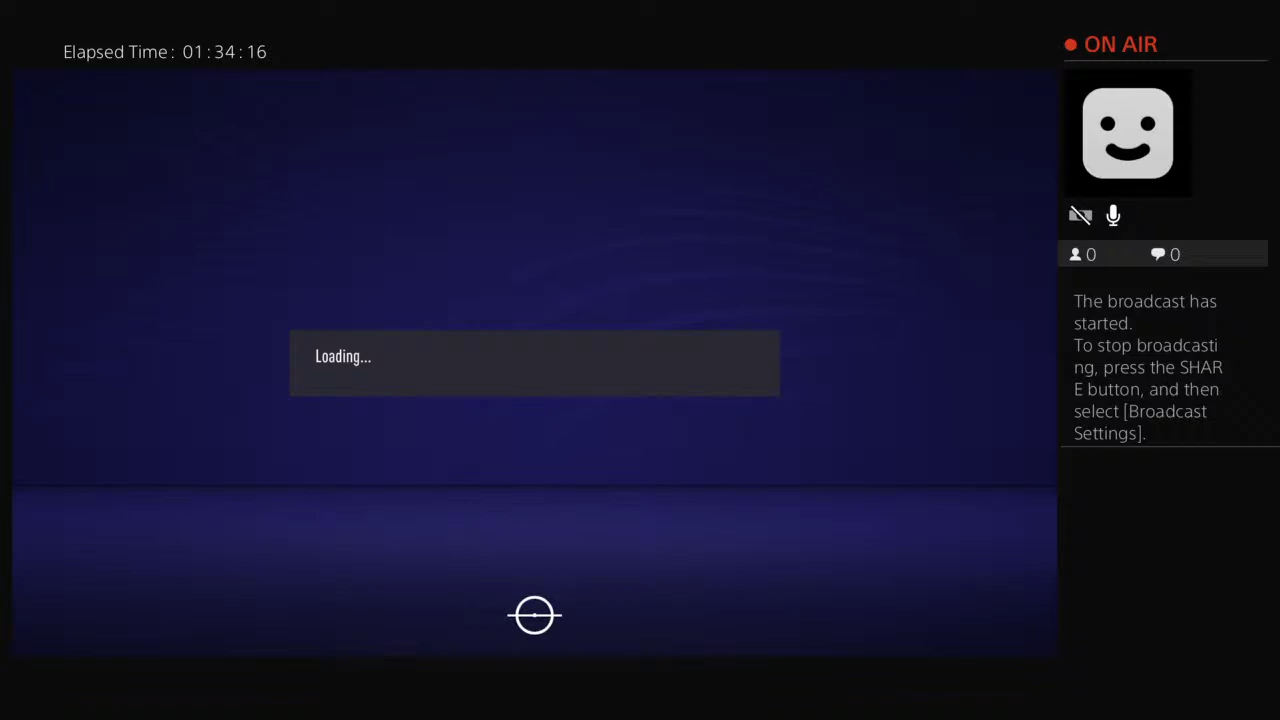 Elapsed Time: 01:34:16
ON AIR
0 0
The broadcast has
started.
To stop broadcasti
ng, press the SHAR
E button, and then
select [Broadcast
Settings].
Loading...